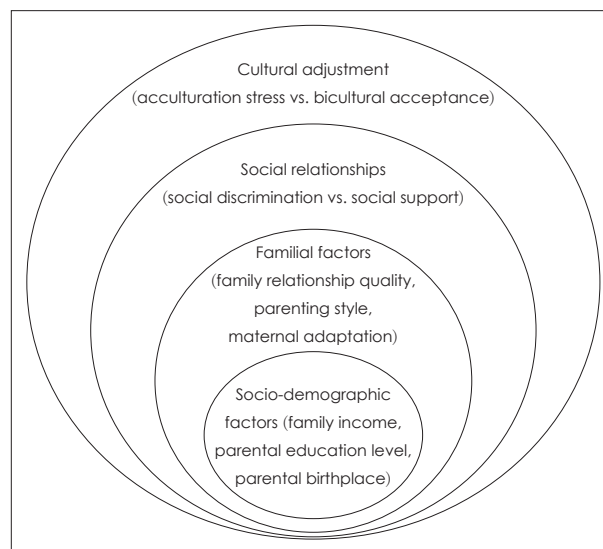 Cultural adjustment
(acculturation stress vs. bicultural acceptance)
Social relationships
(social discrimination vs. social support)
Familial factors
(family relationship quality,
parenting style,
maternal adaptation)
Socio-demographic
factors (family income,
parental education level,
parental birthplace)